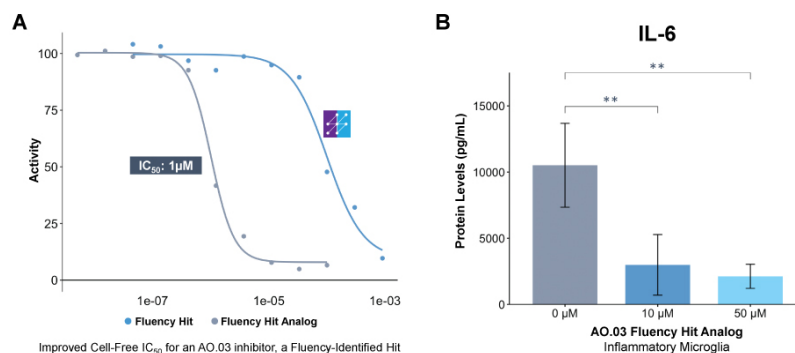 A
100
75
50
25
0
Activity
IC50: 1µM
1e-07
1e-05
1e-03
Fluency Hit
Fluency Hit Analog
Improved Cell-Free IC50 for an AO.03 inhibitor, a Fluency-Identified Hit
B
IL-6
**
**
15000
10000
5000
0
Protein Levels (pg/mL)
0 µM
10 µM
50 µM
AO.03 Fluency Hit Analog
Inflammatory Microglia